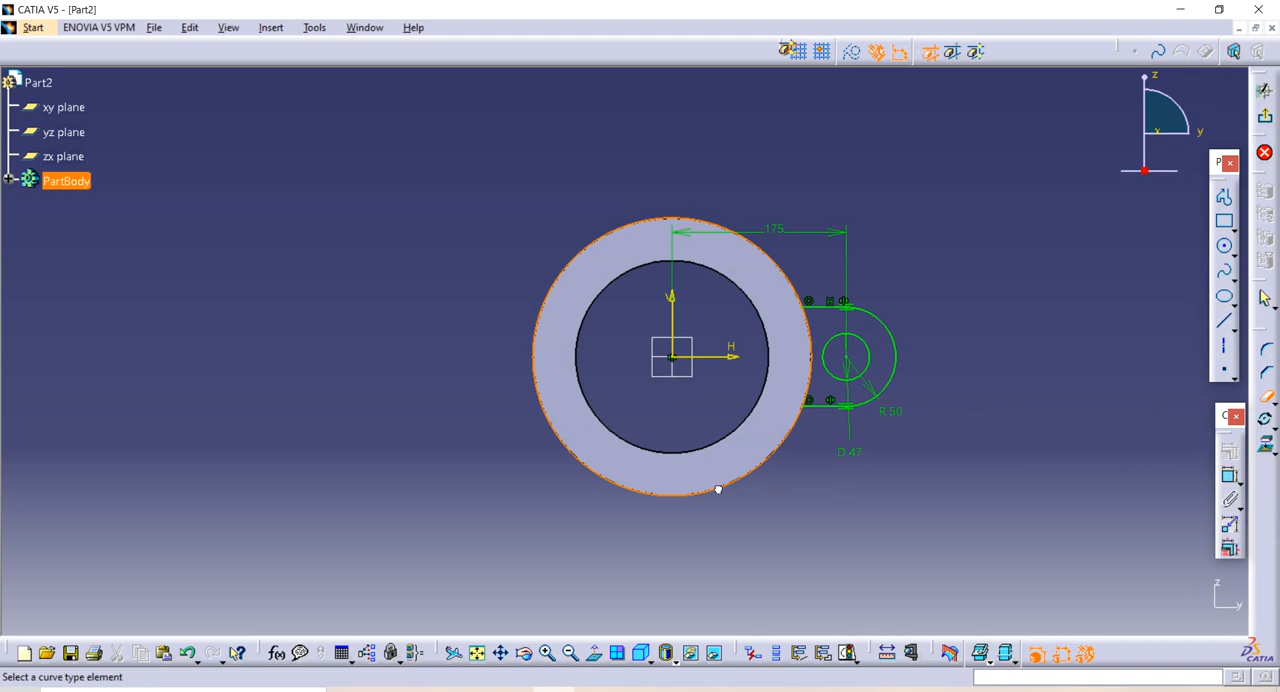 CATIA V5 - [Part2]
Start ENOVIA V5 VPM File Edit View Insert Tools Window Help
Part2
xy plane
yz plane
zx plane
PartBody
z
x
y
P
175
H
V
H
R 50
D 47
C
z
y
f(x)
CATIA
Select a curve type element